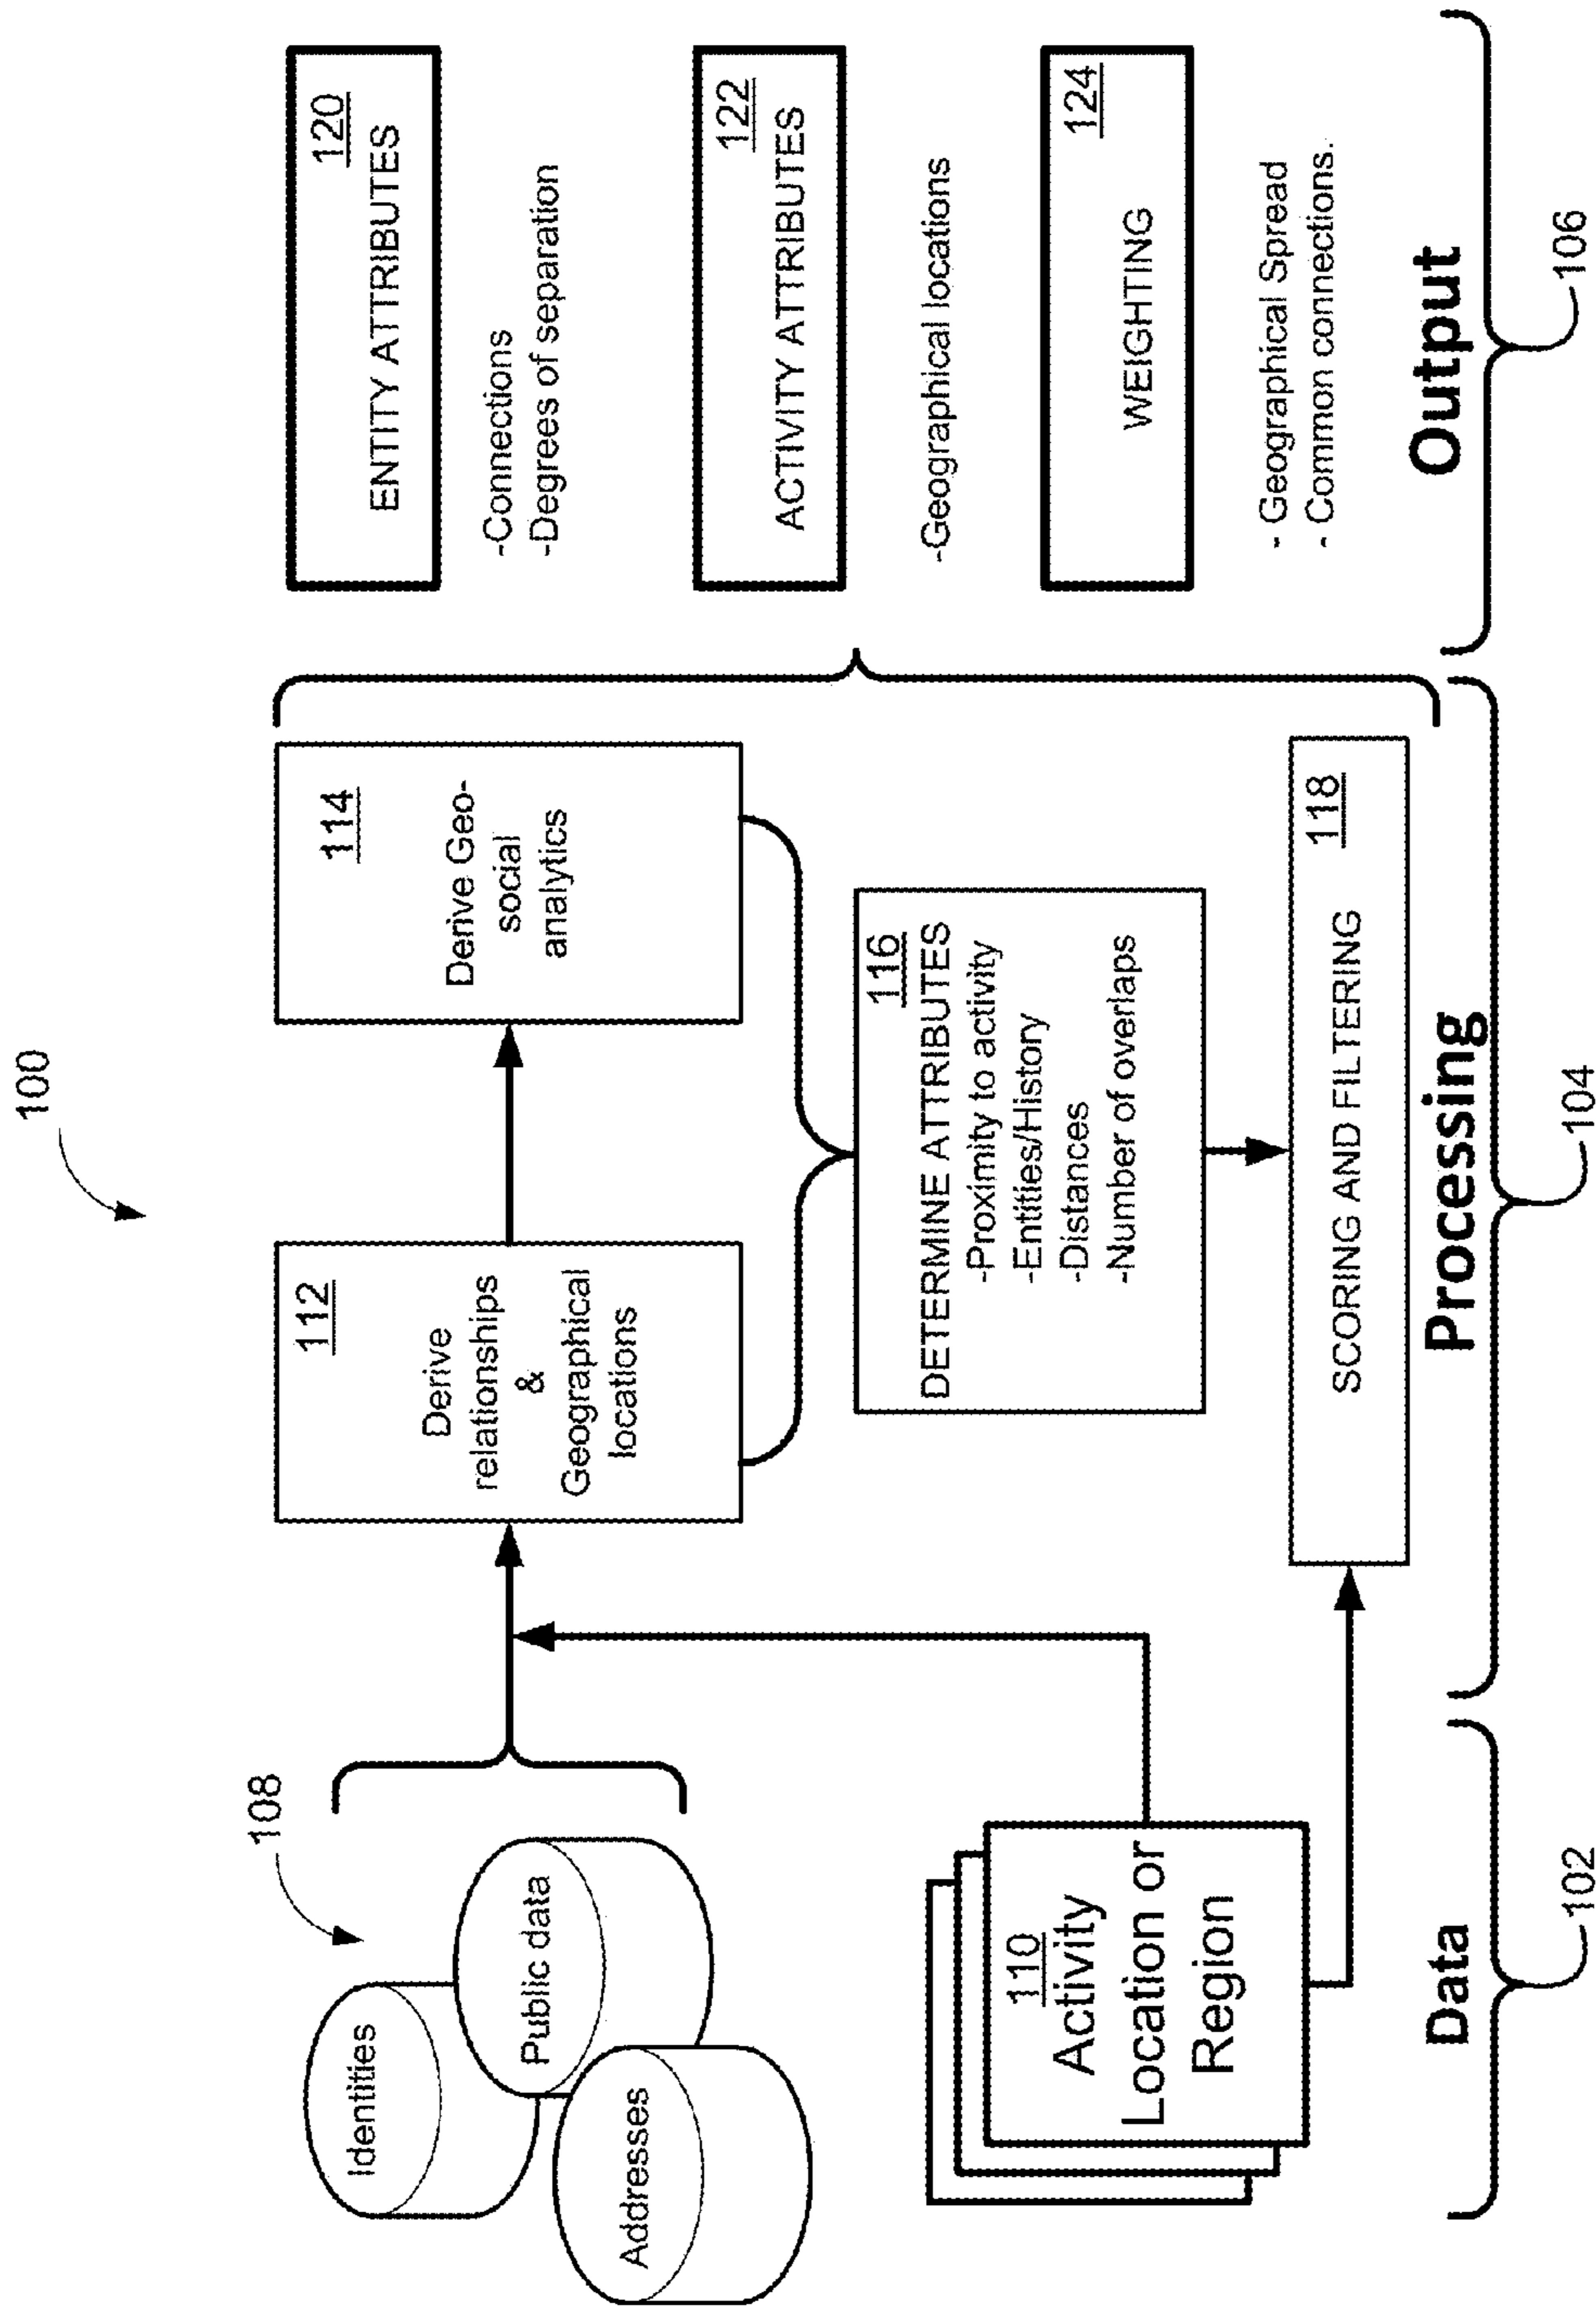 100
108
Identities
Public data
Addresses
110
Activity
Location or
Region
112
Derive
relationships
&
Geographical
locations
114
Derive Geo-
social
analytics
116
DETERMINE ATTRIBUTES
-Proximity to activity
-Entities/History
-Distances
-Number of overlaps
118
SCORING AND FILTERING
120
ENTITY ATTRIBUTES
-Connections
-Degrees of separation
122
ACTIVITY ATTRIBUTES
-Geographical locations
124
WEIGHTING
- Geographical Spread
- Common connections.
Data
Processing
Output
102
104
106